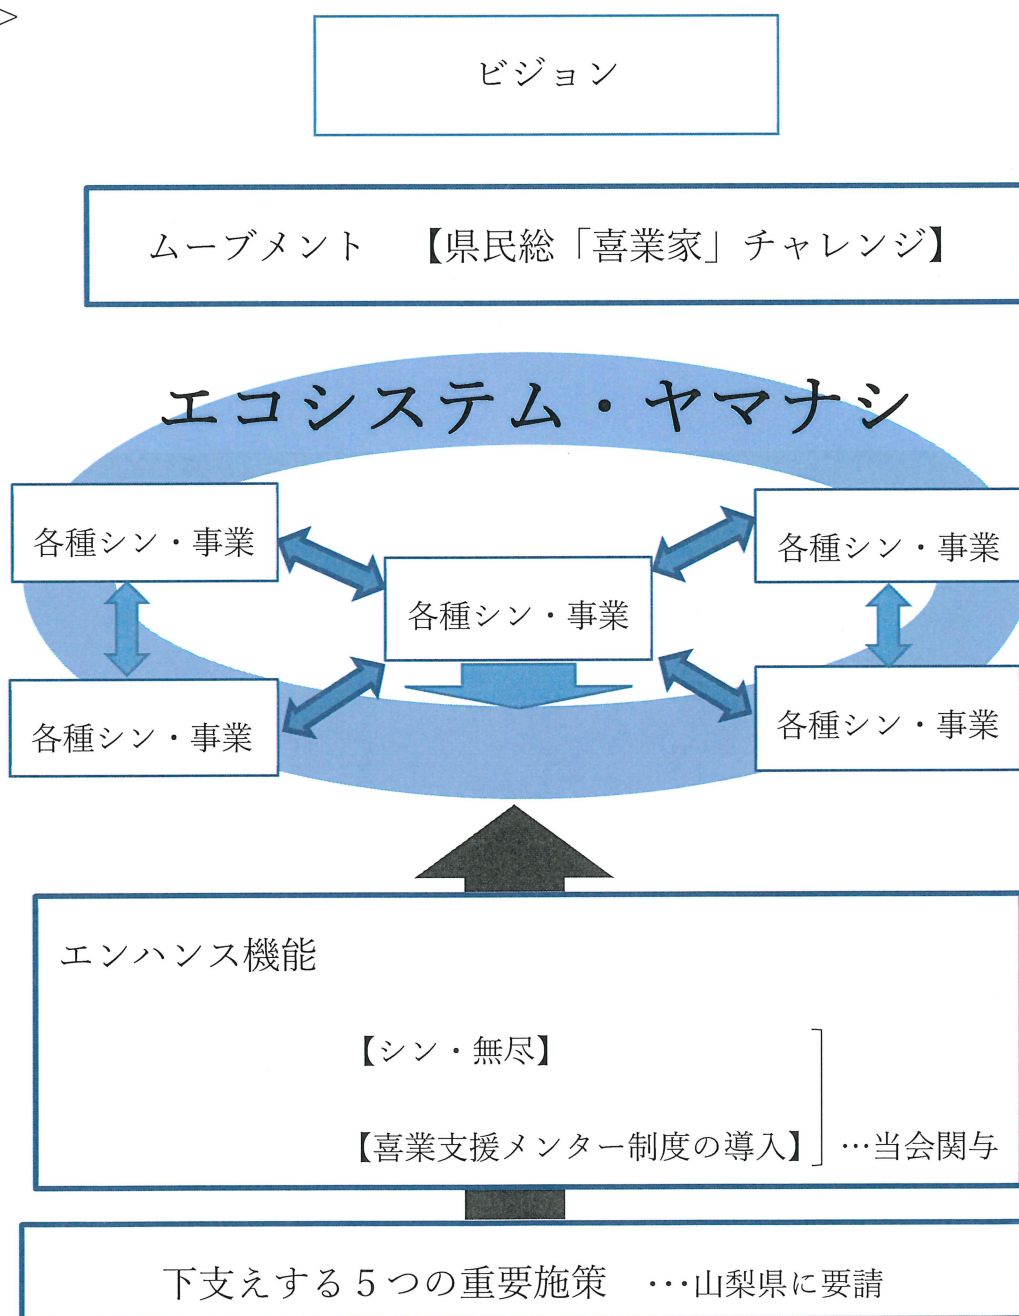 >
ビジョン
ムーブメント　【県民総「喜業家」チャレンジ】
エコシステム・ヤマナシ
各種シン・事業
各種シン・事業
各種シン・事業
各種シン・事業
各種シン・事業
エンハンス機能
【シン・無尽】
【喜業支援メンター制度の導入】　…当会関与
下支えする５つの重要施策　…山梨県に要請